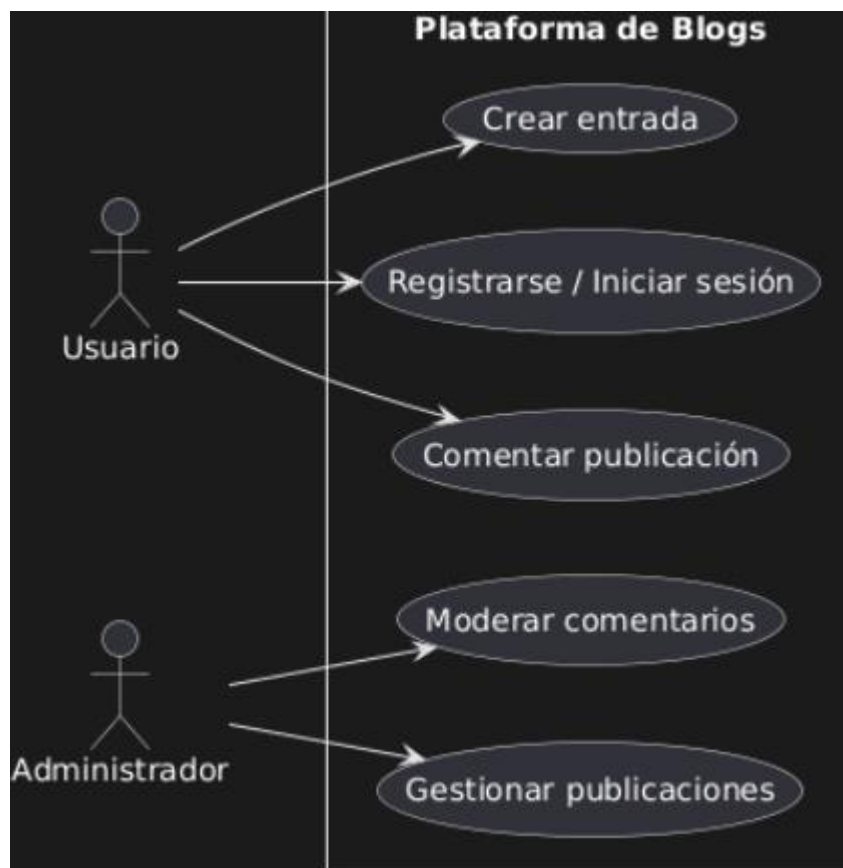 Plataforma de Blogs
Crear entrada
Registrarse / Iniciar sesión
Usuario
Comentar publicación
Moderar comentarios
Administrador
Gestionar publicaciones